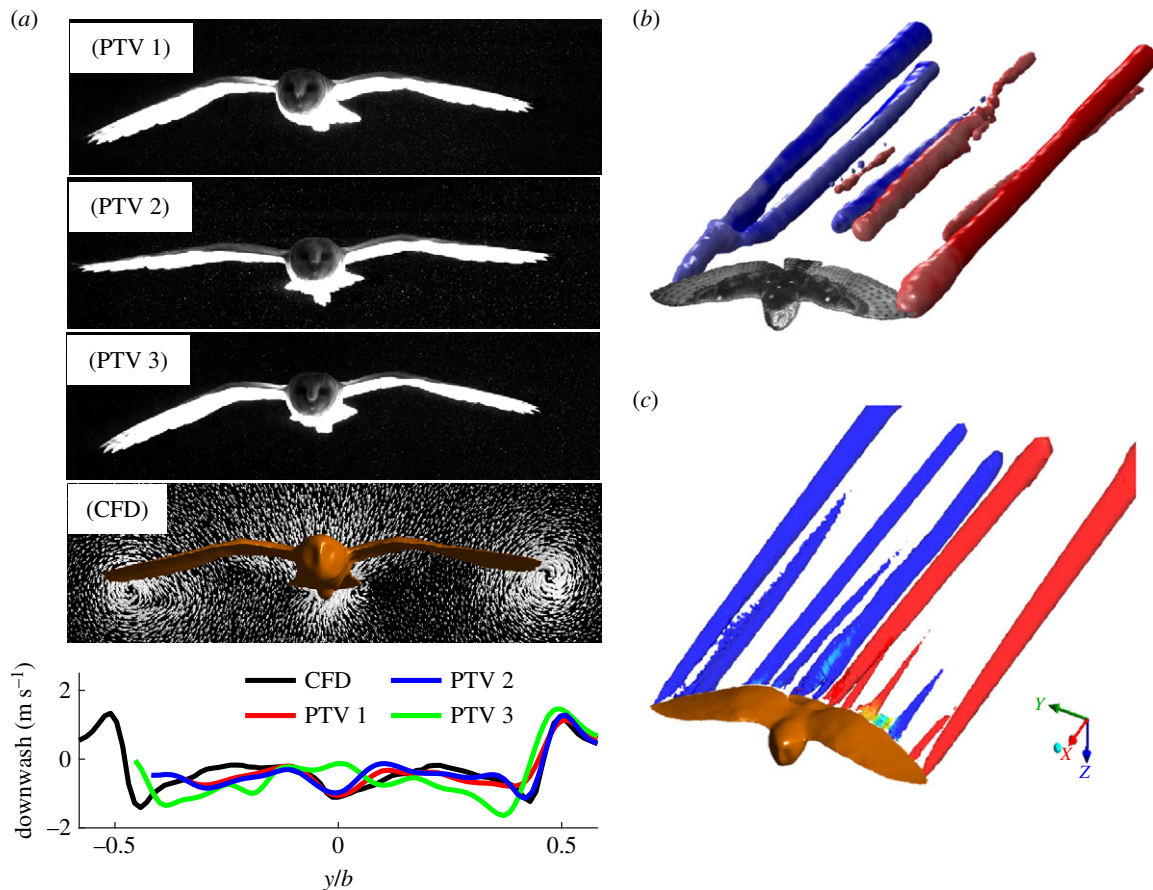 (a)
(PTV 1)
(PTV 2)
(PTV 3)
(CFD)
CFD
PTV 2
PTV 1
PTV 3
downwash (m s⁻¹)
2
0
–2
–0.5
0
0.5
y/b
(b)
(c)
Y
X
Z